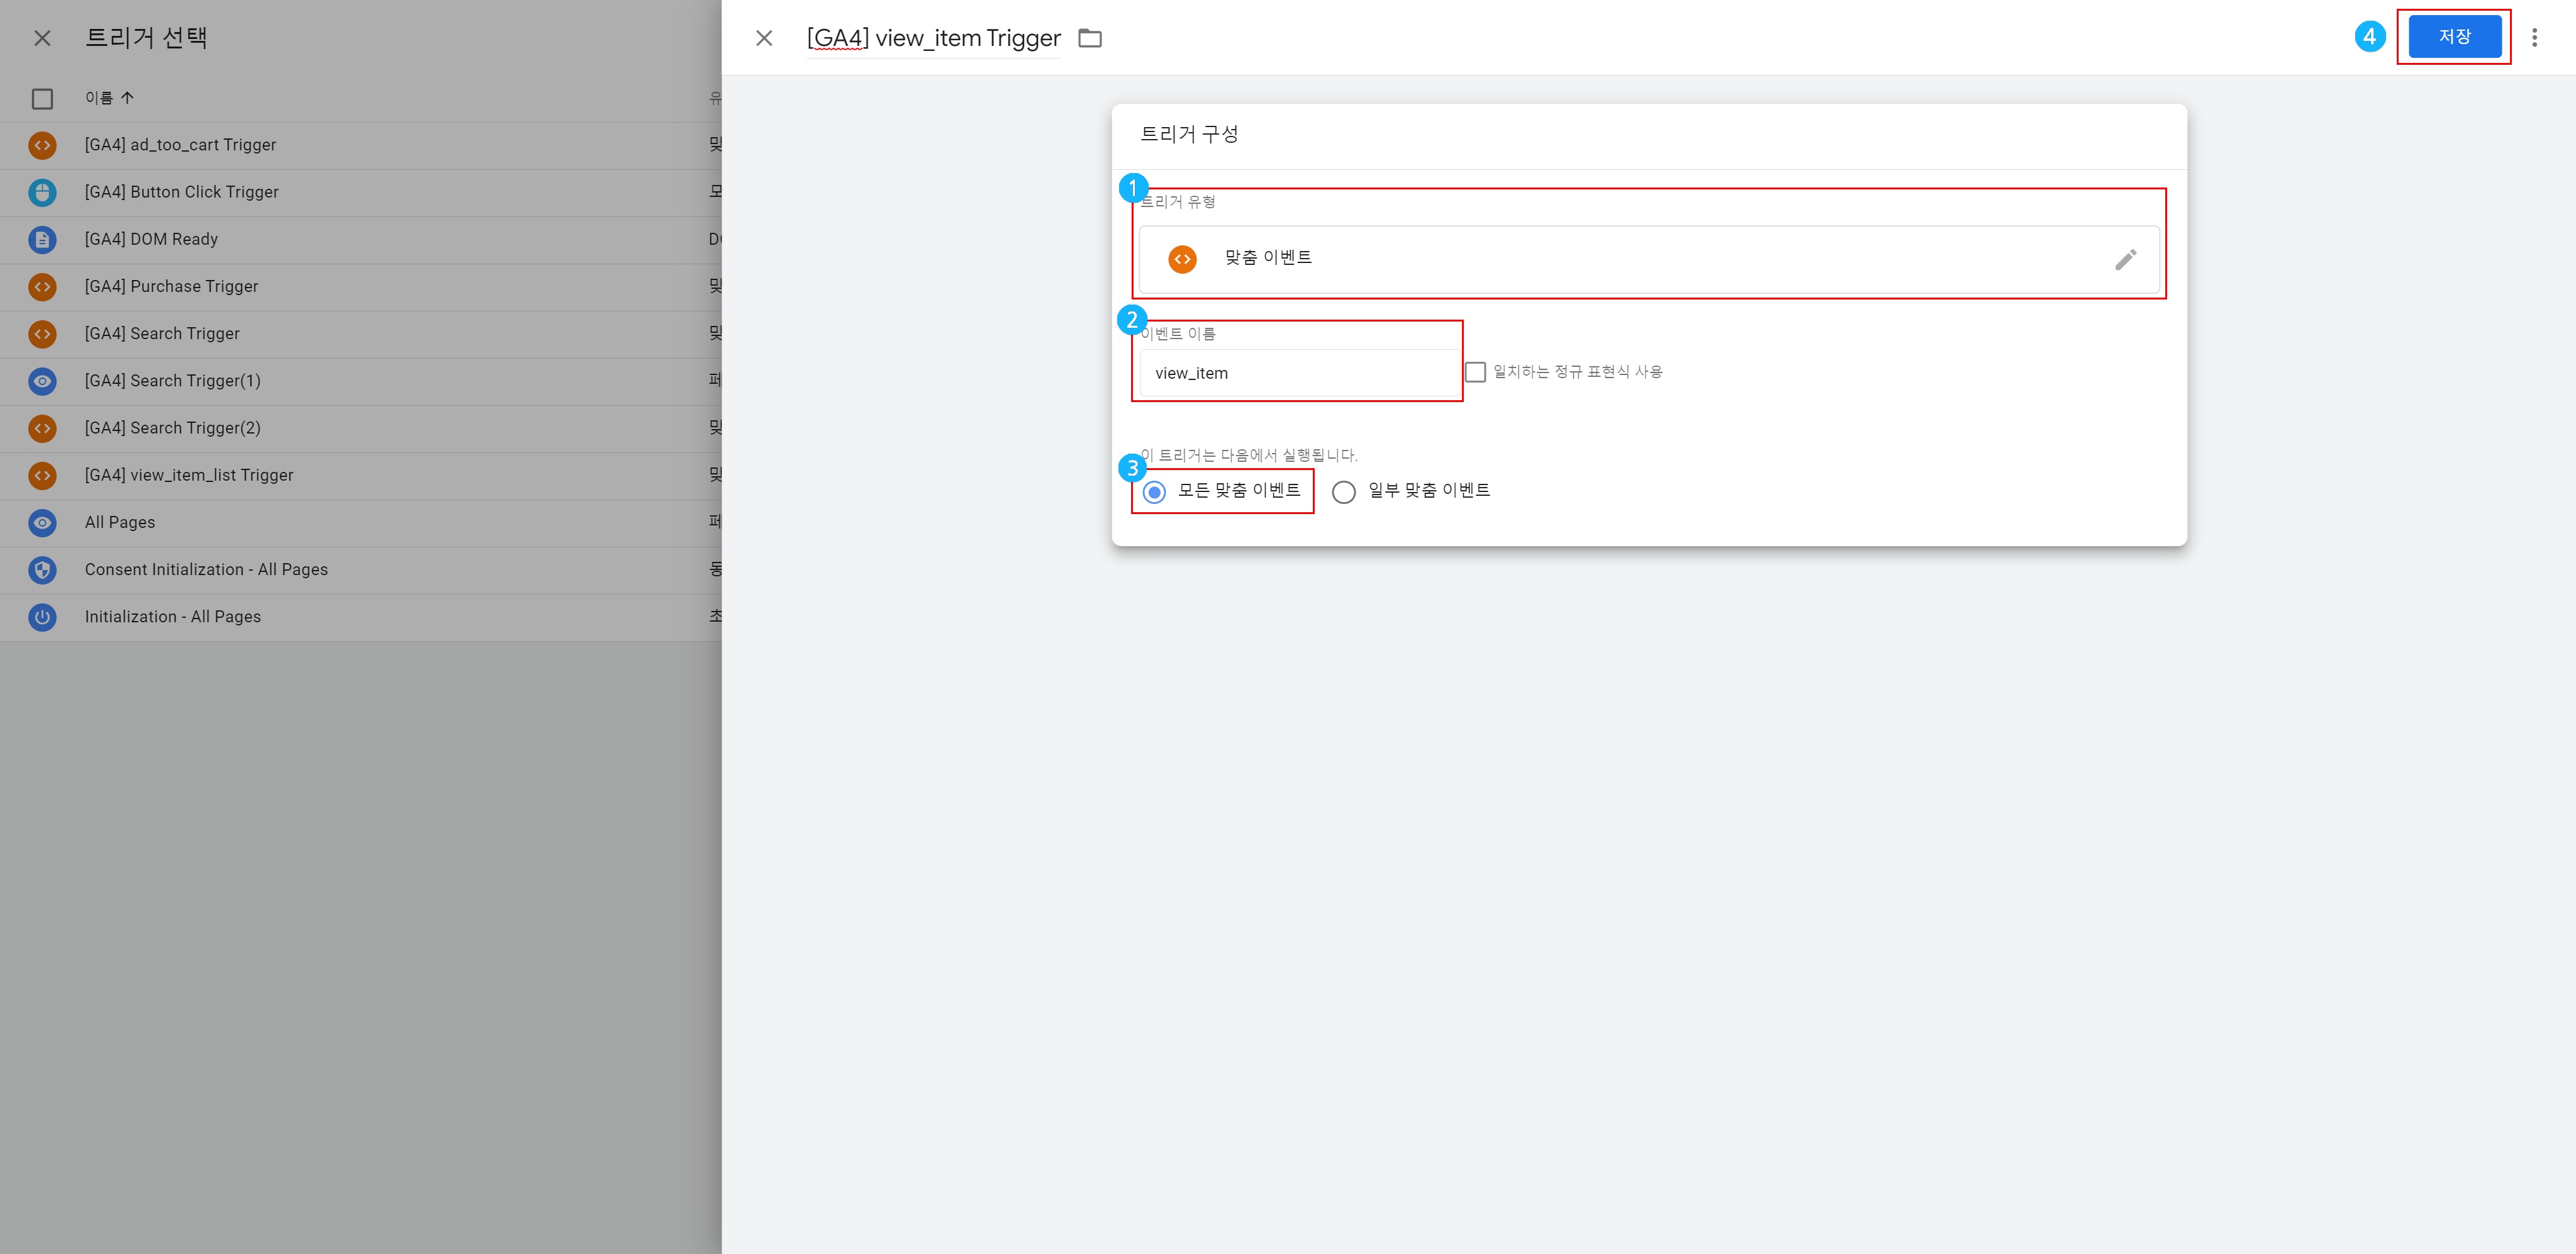 트리거 선택
이름
유
[GA4] ad_too_cart Trigger
맞
[GA4] Button Click Trigger
모
[GA4] DOM Ready
DO
[GA4] Purchase Trigger
맞
[GA4] Search Trigger
맞
[GA4] Search Trigger(1)
페
[GA4] Search Trigger(2)
맞
[GA4] view_item_list Trigger
맞
All Pages
페
Consent Initialization - All Pages
동
Initialization - All Pages
초
[GA4] view_item Trigger
4
저장
트리거 구성
1
트리거 유형
맞춤 이벤트
2
이벤트 이름
view_item
일치하는 정규 표현식 사용
이 트리거는 다음에서 실행됩니다.
3
모든 맞춤 이벤트
일부 맞춤 이벤트